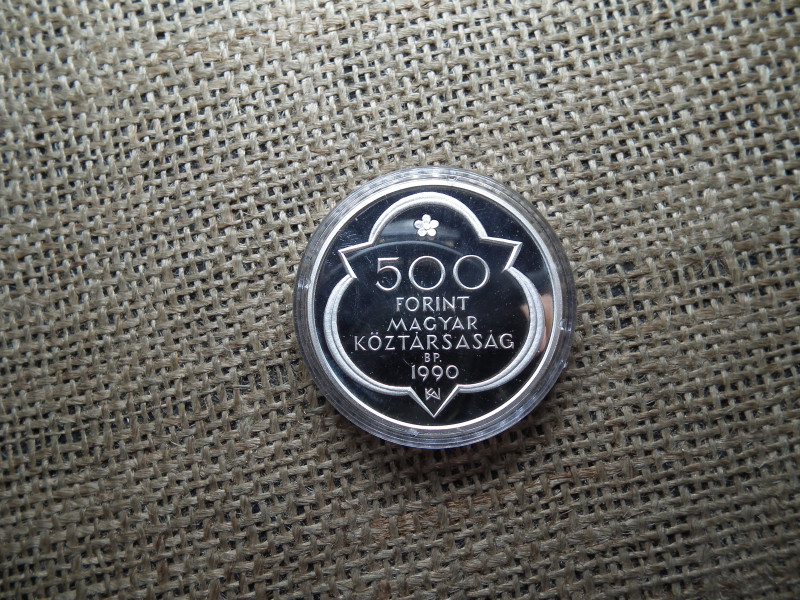 500
FORINT
MAGYAR
KÖZTÁRSASÁG
BP.
1990